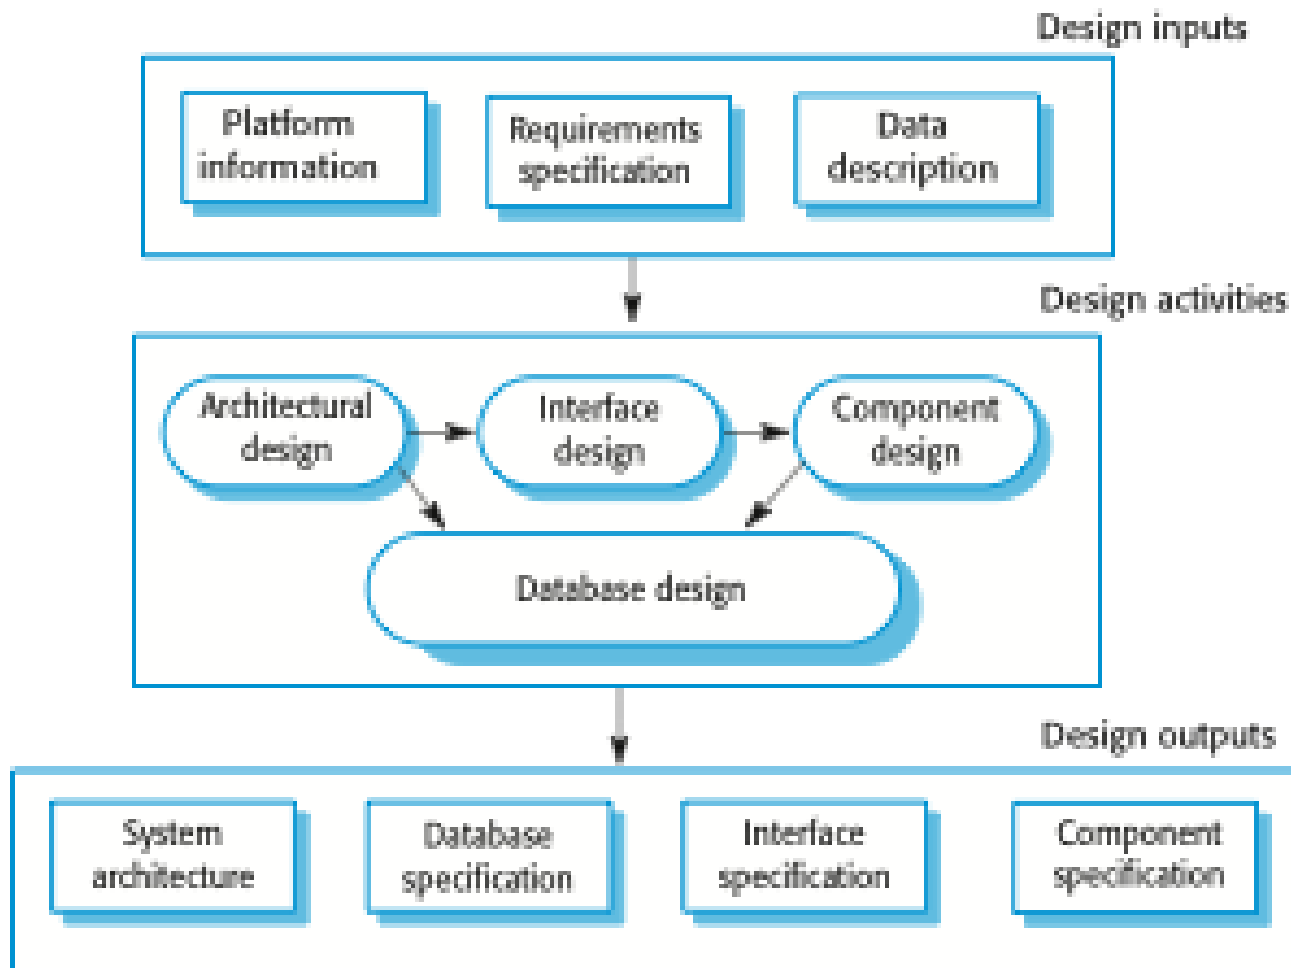 Design inputs
Platform
information
Requirements
specification
Data
description
Design activities
Architectural
design
Interface
design
Component
design
Database design
Design outputs
System
architecture
Database
specification
Interface
specification
Component
specification